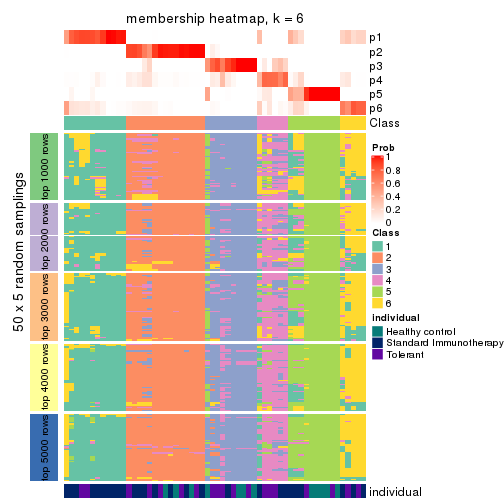 membership heatmap, k = 6
p1
p2
p3
p4
p5
p6
Class
50 x 5 random samplings
top 1000 rows
top 2000 rows
top 3000 rows
top 4000 rows
top 5000 rows
individual
Prob
1
0.8
0.6
0.4
0.2
0
Class
1
2
3
4
5
6
individual
Healthy control
Standard Immunotherapy
Tolerant